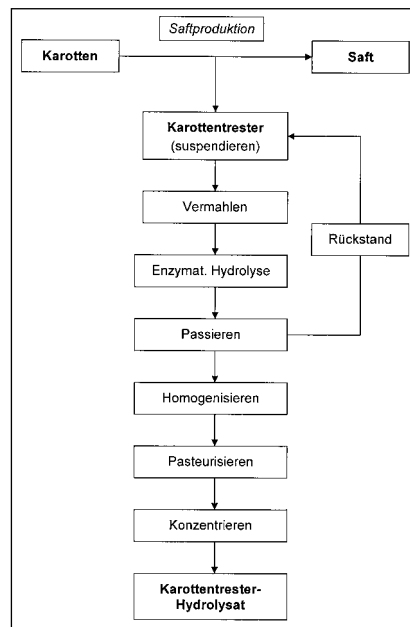 Saftproduktion
Karotten
Saft
Karottentrester
(suspendieren)
Vermahlen
Rückstand
Enzymat. Hydrolyse
Passieren
Homogenisieren
Pasteurisieren
Konzentrieren
Karottentrester-
Hydrolysat